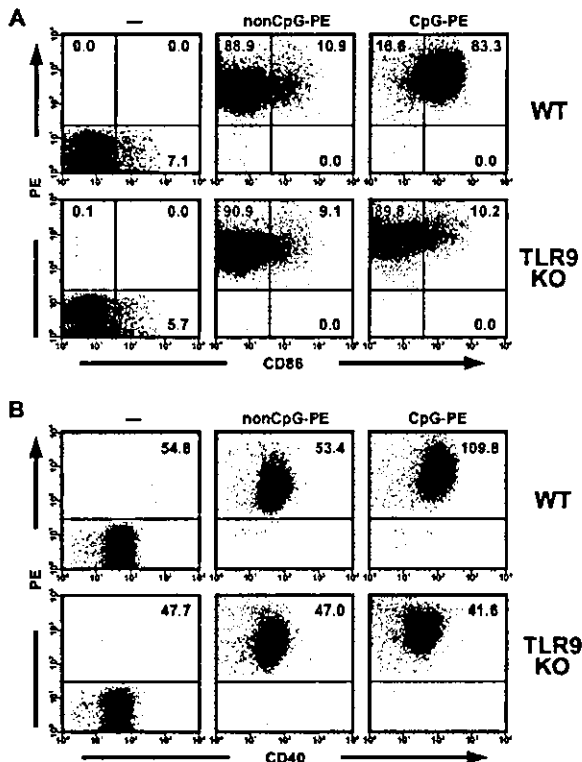 A
— nonCpG-PE CpG-PE
0.0 0.0 88.9 10.9 16.6 83.3
WT
7.1 0.0 0.0
0.1 0.0 90.9 9.1 89.8 10.2
TLR9
KO
5.7 0.0 0.0
PE
CD86
B
— nonCpG-PE CpG-PE
54.8 53.4 109.8
WT
47.7 47.0 41.6
TLR9
KO
PE
CD40